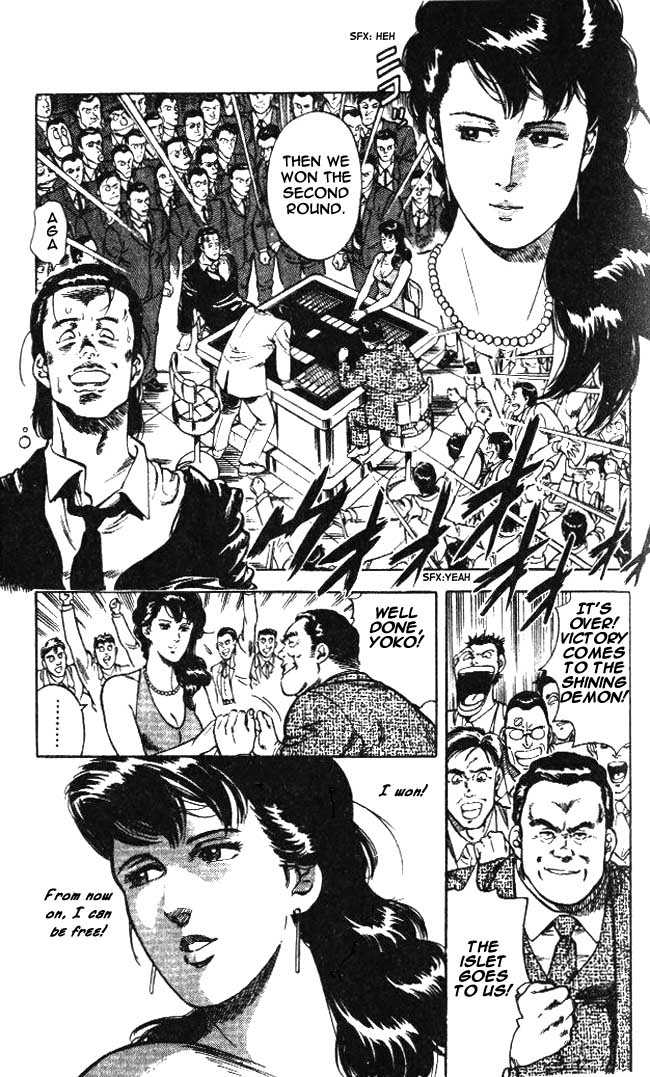 SFX: HEH
THEN WE
WON THE
SECOND
ROUND.
AGA
SFX:YEAH
IT'S
OVER!
VICTORY
COMES
TO THE
SHINING
DEMON!
THE
ISLET
GOES
TO US!
WELL
DONE,
YOKO!
.........
I won!
From now
on, I can
be free!